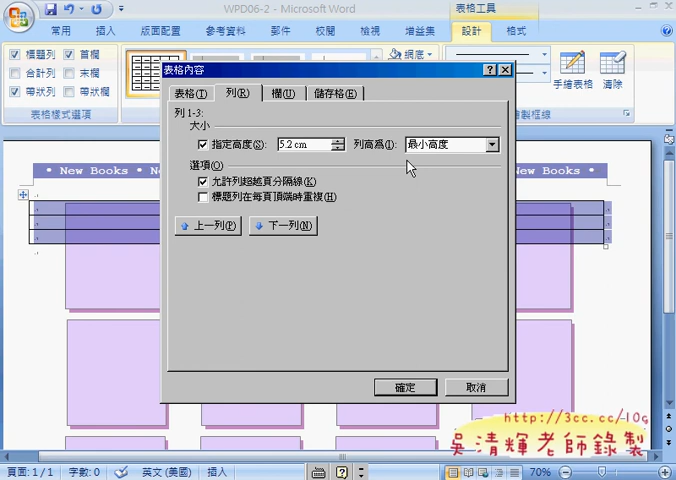 WPD06-2 - Microsoft Word
表格工具
常用
插入
版面配置
參考資料
郵件
校閱
檢視
增益集
設計
格式
標題列
首欄
合計列
末欄
帶狀列
帶狀欄
表格樣式選項
網底
手繪表格
清除
繪製框線
表格內容
表格(T)
列(R)
欄(U)
儲存格(E)
列 1-3:
大小
指定高度(S):
5.2 cm
列高為(I):
最小高度
選項(O)
允許列超越頁分隔線(K)
標題列在每頁頂端時重複(H)
上一列(P)
下一列(N)
確定
取消
• New Books • Ne
ew Books •
http://3cc.cc/10g
吳清輝老師錄製
頁面: 1/1
字數: 0
英文 (美國)
插入
70%